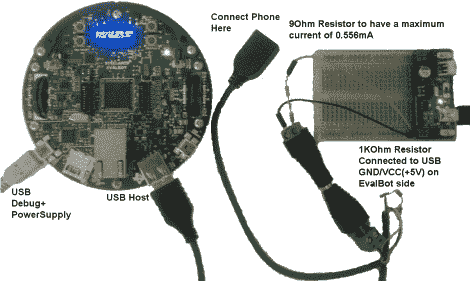 Connect Phone
Here
9Ohm Resistor to have a maximum
current of 0.556mA
1KOhm Resistor
Connected to USB
GND/VCC(+5V) on
EvalBot side
USB
Debug+
PowerSupply
USB Host